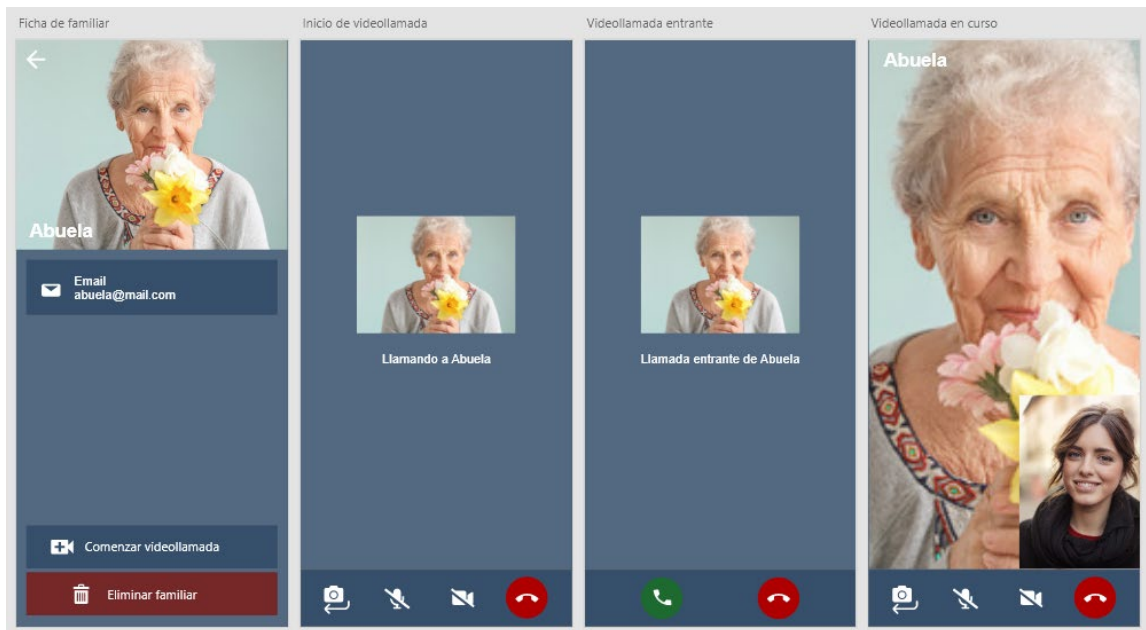 Ficha de familiar
Abuela
Email
abuela@mail.com
Comenzar videollamada
Eliminar familiar
Inicio de videollamada
Llamando a Abuela
Videollamada entrante
Llamada entrante de Abuela
Videollamada en curso
Abuela